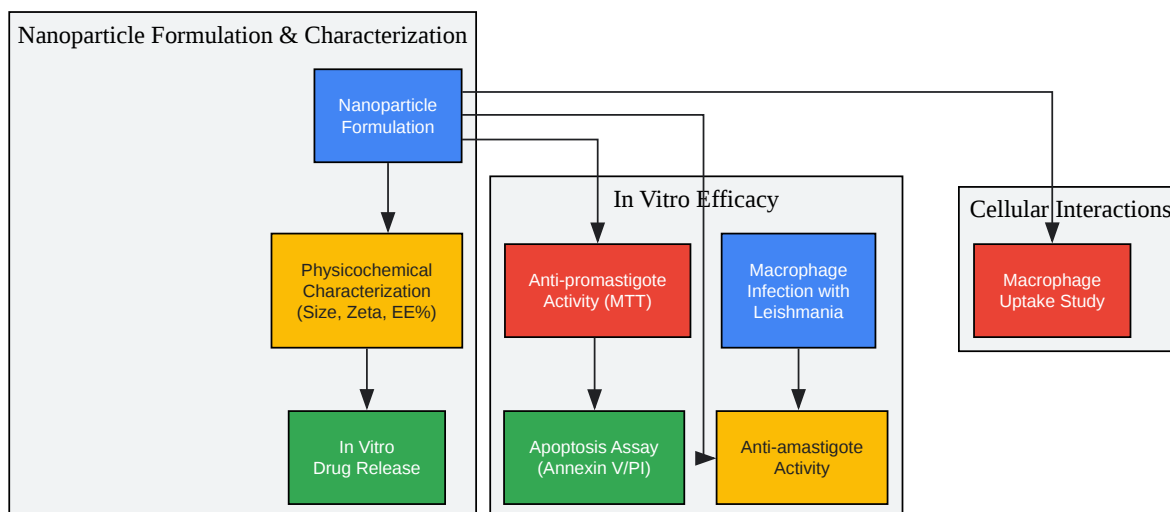 Nanoparticle Formulation & Characterization
Nanoparticle
Formulation
Physicochemical
Characterization
(Size, Zeta, EE%)
In Vitro
Drug Release
In Vitro Efficacy
Anti-promastigote
Activity (MTT)
Macrophage
Infection with
Leishmania
Apoptosis Assay
(Annexin V/PI)
Anti-amastigote
Activity
Cellular Interactions
Macrophage
Uptake Study